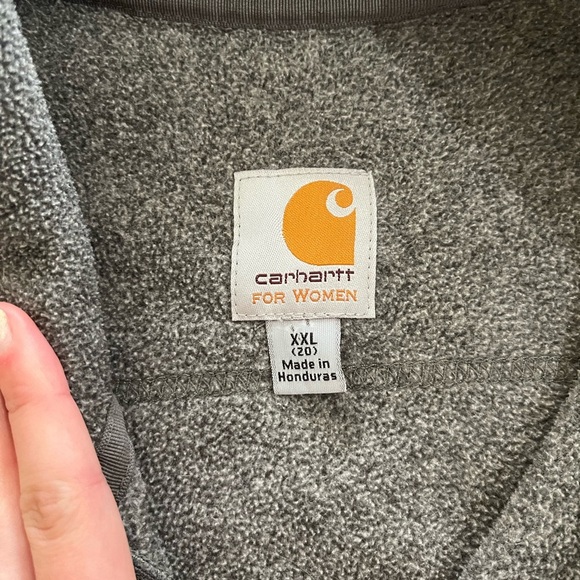 carhartt
FOR WOMEN
XXL
(20)
Made in
Honduras